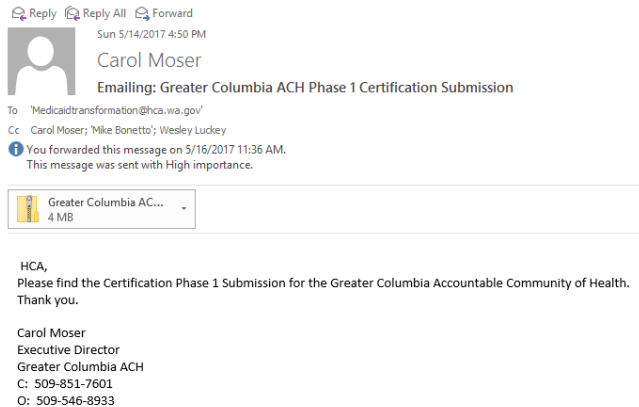 Reply Reply All Forward
Sun 5/14/2017 4:50 PM
Carol Moser
Emailing: Greater Columbia ACH Phase 1 Certification Submission
To 'Medicaidtransformation@hca.wa.gov'
Cc Carol Moser; 'Mike Bonetto'; Wesley Luckey
You forwarded this message on 5/16/2017 11:36 AM.
This message was sent with High importance.
Greater Columbia AC...
4 MB
HCA,
Please find the Certification Phase 1 Submission for the Greater Columbia Accountable Community of Health.
Thank you.
Carol Moser
Executive Director
Greater Columbia ACH
C: 509-851-7601
O: 509-546-8933